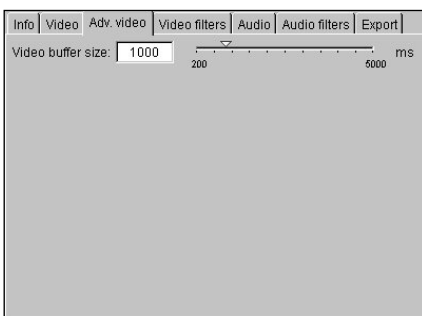 Info Video Adv. video Video filters Audio Audio filters Export
Video buffer size: 1000 ms
200 5000